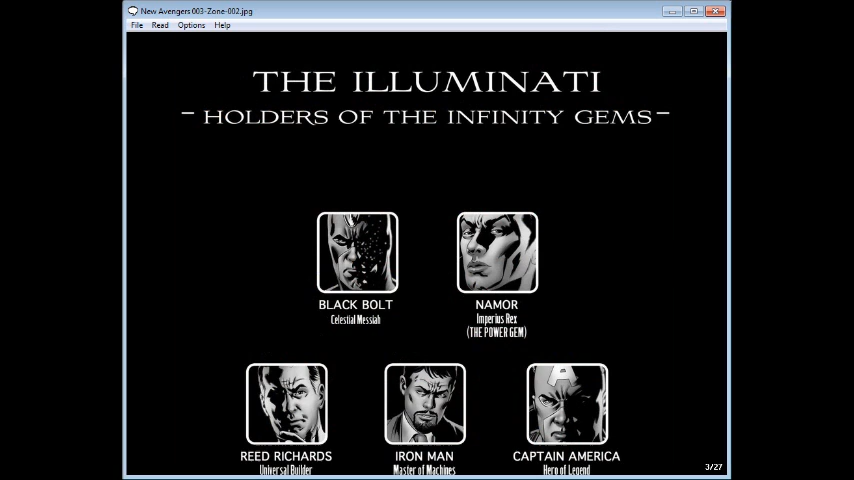 New Avengers 003-Zone-002.jpg
File Read Options Help
THE ILLUMINATI
- HOLDERS OF THE INFINITY GEMS -
BLACK BOLT NAMOR
Celestial Messiah Imperius Rex
(THE POWER GEM)
REED RICHARDS IRON MAN CAPTAIN AMERICA
Universal Builder Master of Machines Hero of Legend
3/27